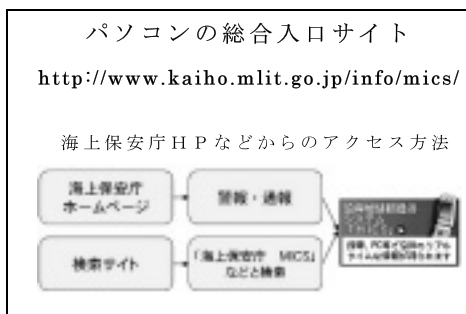 パソコンの総合入口サイト
http://www.kaiho.mlit.go.jp/info/mics/
海上保安庁HPなどからのアクセス方法
海上保安庁
ホームページ
警報・通報
検索サイト
「海上保安庁 MICS」
などと検索